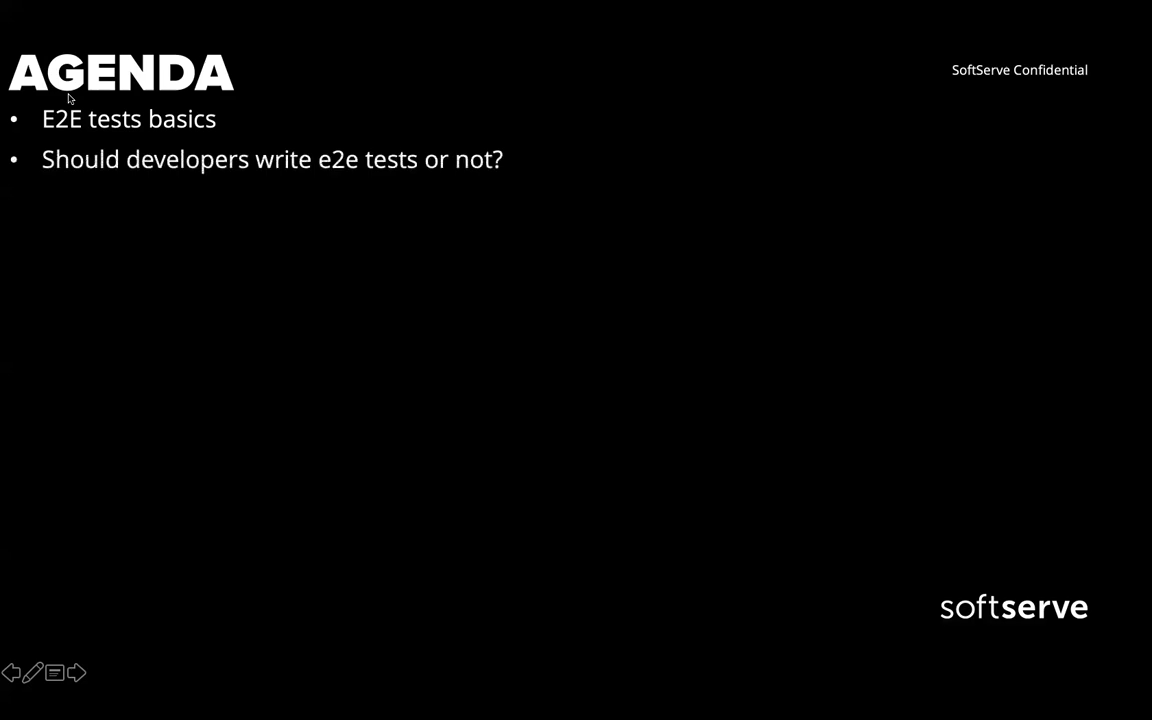 AGENDA
SoftServe Confidential
• E2E tests basics
• Should developers write e2e tests or not?
softserve